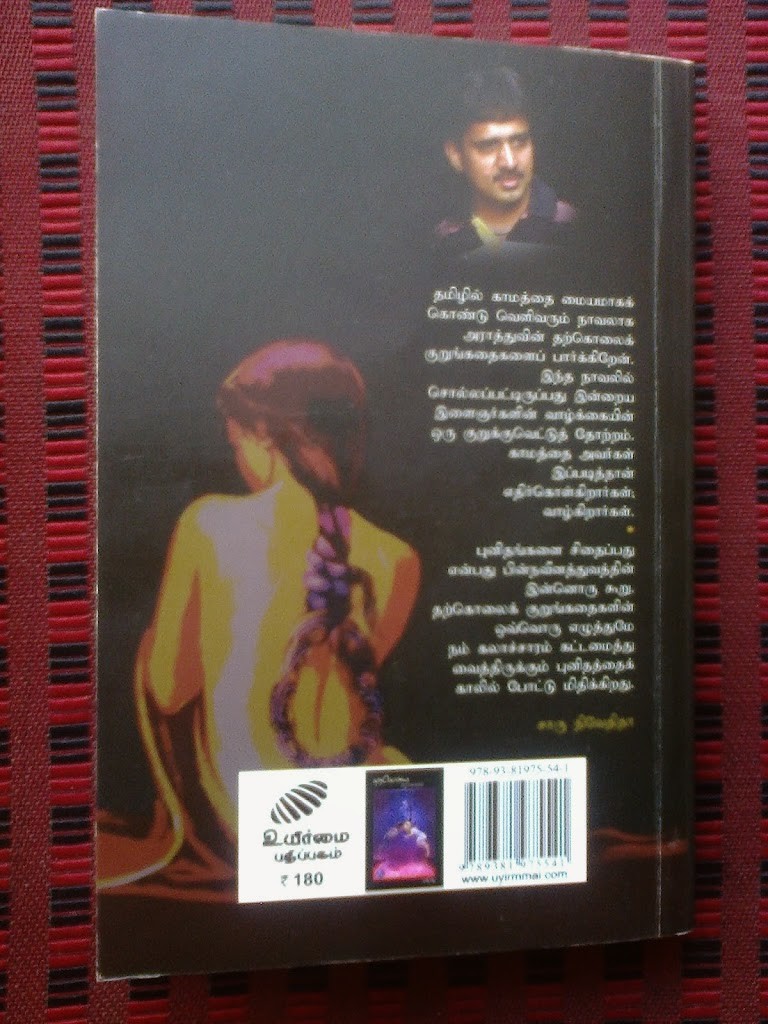 தமிழில் காமத்தை மையமாகக்
கொண்டு வெளிவரும் நாவலாக
அராத்துவின் தற்கொலைக்
குறுங்கதைகளைப் பார்க்கிறேன்.
இந்த நாவலில்
சொல்லப்பட்டிருப்பது இன்றைய
இளைஞர்களின் வாழ்க்கையின்
ஒரு குறுக்குவெட்டுத் தோற்றம்.
காமத்தை அவர்கள்
இப்படித்தான்
எதிர்கொள்கிறார்கள்;
வாழ்கிறார்கள்.
புனிதங்களை சிதைப்பது
என்பது பின்நவீனத்துவத்தின்
இன்னொரு கூறு.
தற்கொலைக் குறுங்கதைகளின்
ஒவ்வொரு எழுத்துமே
நம் கலாச்சாரம் கட்டமைத்து
வைத்திருக்கும் புனிதத்தைக்
காலில் போட்டு மிதிக்கிறது.
சாரு நிவேதிதா
உயிர்மை
பதிப்பகம்
₹ 180
978-93-81975-54-1
9789381975541
www.uyirmmai.com